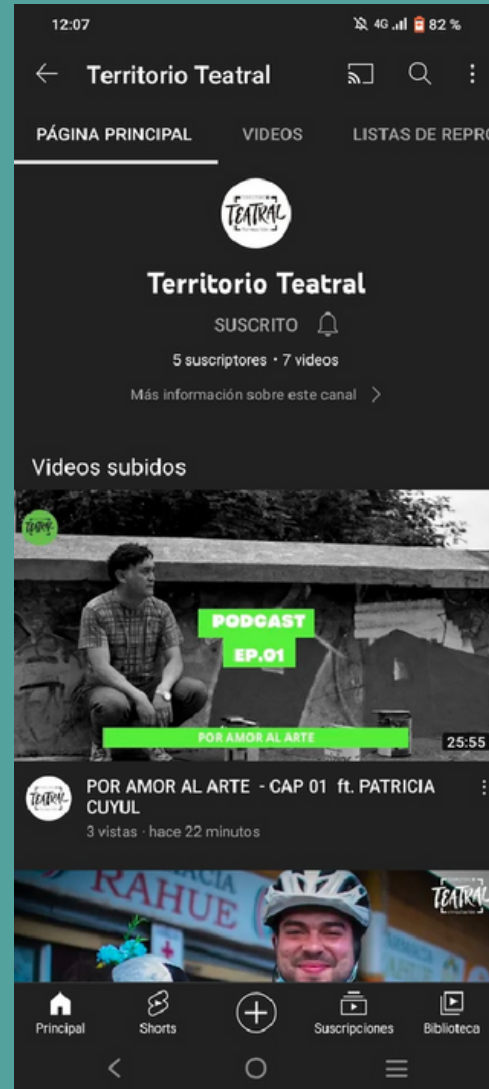 12:07
4G 82 %
Territorio Teatral
PÁGINA PRINCIPAL VIDEOS LISTAS DE REPRO
TEATRAL
Territorio Teatral
SUSCRITO
5 suscriptores • 7 videos
Más información sobre este canal
Videos subidos
TEATRAL
PODCAST
EP.01
POR AMOR AL ARTE
25:55
TEATRAL
POR AMOR AL ARTE - CAP 01 ft. PATRICIA
CUYUL
3 vistas · hace 22 minutos
ACIA
RAHUE
TEATRAL
RAHUE
Principal Shorts Suscripciones Biblioteca